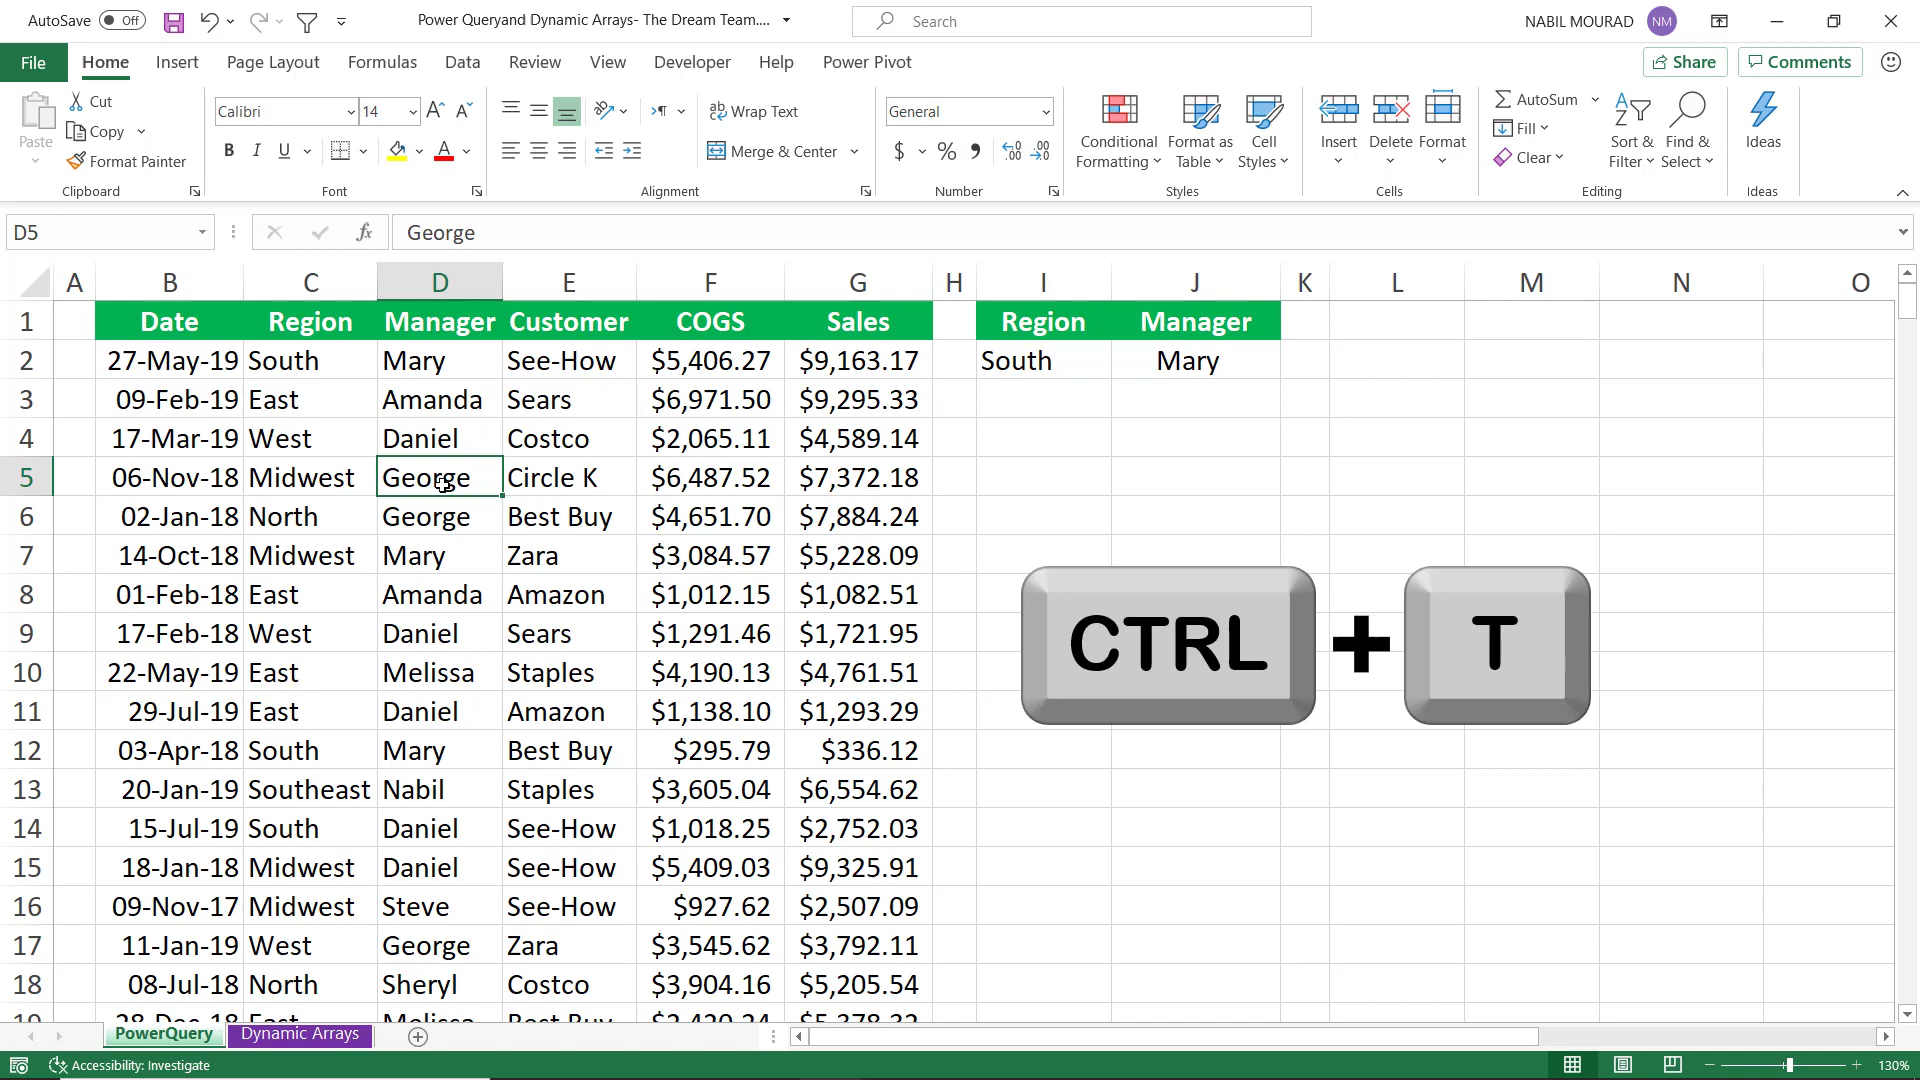 AutoSave Off Power Queryand Dynamic Arrays- The Dream Team.... Search NABIL MOURAD NM
File Home Insert Page Layout Formulas Data Review View Developer Help Power Pivot Share Comments
Paste Cut Copy Format Painter
Clipboard
Calibri 14 B I U A
Font
Wrap Text Merge & Center
Alignment
General $ % 9 .00 .00
Number
Conditional Formatting Format as Table Cell Styles
Styles
Insert Delete Format
Cells
AutoSum Fill Clear Sort & Filter Find & Select
Editing
Ideas
Ideas
D5 fx George
A B C D E F G H I J K L M N O
1 Date Region Manager Customer COGS Sales Region Manager
2 27-May-19 South Mary See-How $5,406.27 $9,163.17 South Mary
3 09-Feb-19 East Amanda Sears $6,971.50 $9,295.33
4 17-Mar-19 West Daniel Costco $2,065.11 $4,589.14
5 06-Nov-18 Midwest George Circle K $6,487.52 $7,372.18
6 02-Jan-18 North George Best Buy $4,651.70 $7,884.24
7 14-Oct-18 Midwest Mary Zara $3,084.57 $5,228.09
8 01-Feb-18 East Amanda Amazon $1,012.15 $1,082.51
9 17-Feb-18 West Daniel Sears $1,291.46 $1,721.95
CTRL + T
10 22-May-19 East Melissa Staples $4,190.13 $4,761.51
11 29-Jul-19 East Daniel Amazon $1,138.10 $1,293.29
12 03-Apr-18 South Mary Best Buy $295.79 $336.12
13 20-Jan-19 Southeast Nabil Staples $3,605.04 $6,554.62
14 15-Jul-19 South Daniel See-How $1,018.25 $2,752.03
15 18-Jan-18 Midwest Daniel See-How $5,409.03 $9,325.91
16 09-Nov-17 Midwest Steve See-How $927.62 $2,507.09
17 11-Jan-19 West George Zara $3,545.62 $3,792.11
18 08-Jul-18 North Sheryl Costco $3,904.16 $5,205.54
PowerQuery Dynamic Arrays
Accessibility: Investigate 130%